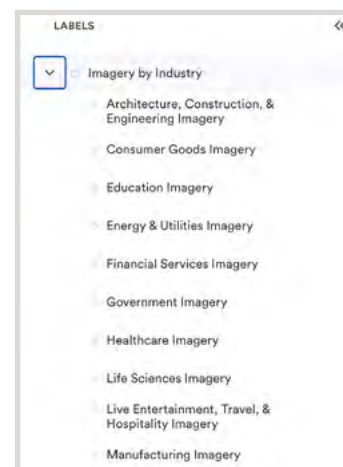 LABELS
Imagery by Industry
Architecture, Construction, &
Engineering Imagery
Consumer Goods Imagery
Education Imagery
Energy & Utilities Imagery
Financial Services Imagery
Government Imagery
Healthcare Imagery
Life Sciences Imagery
Live Entertainment, Travel, &
Hospitality Imagery
Manufacturing Imagery